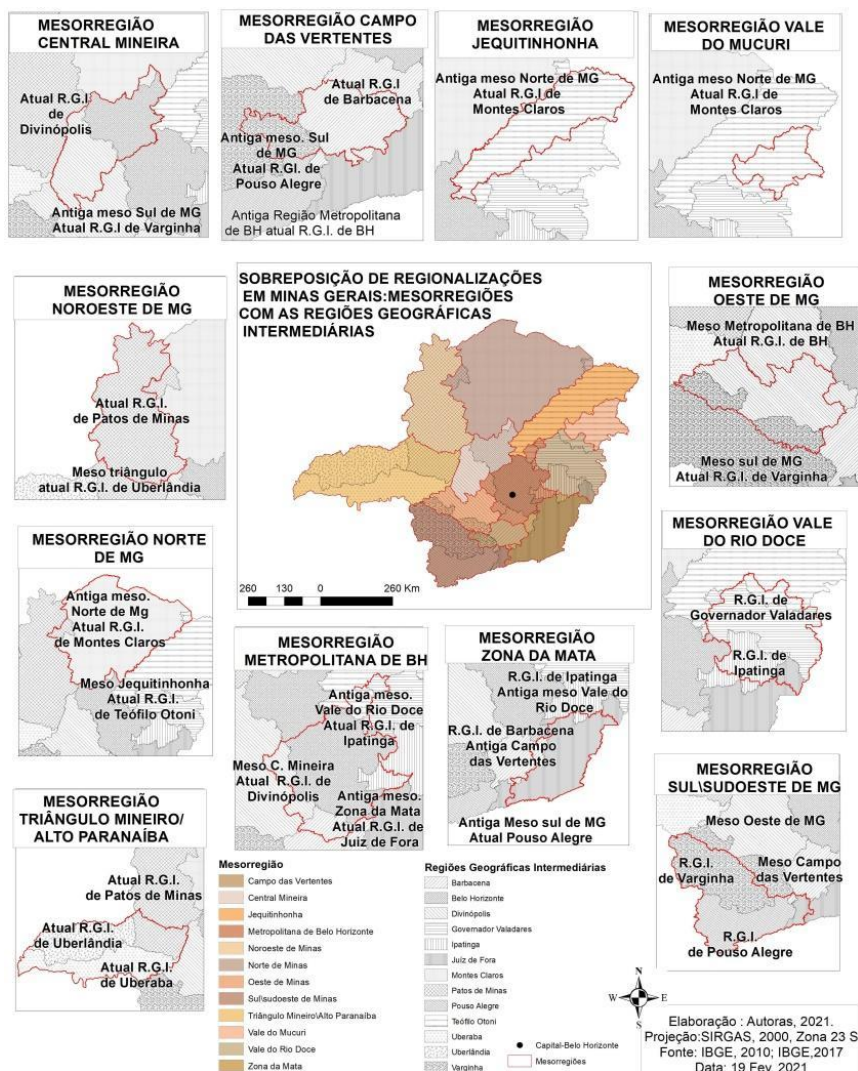 MESORREGIÃO
CENTRAL MINEIRA
Atual R.G.I.
de
Divinópolis
Antiga meso Sul de MG
Atual R.G.I de Varginha
MESORREGIÃO CAMPO
DAS VERTENTES
Atual R.G.I
de Barbacena
Antiga meso. Sul
de MG
Atual R.GI. de
Pouso Alegre
Antiga Região Metropolitana
de BH atual R.G.I. de BH
MESORREGIÃO
JEQUITINHONHA
Antiga meso Norte de MG
Atual R.G.I de
Montes Claros
MESORREGIÃO VALE
DO MUCURI
Antiga meso Norte de MG
Atual R.G.I de
Montes Claros
MESORREGIÃO
NOROESTE DE MG
Atual R.G.I.
de Patos de Minas
Meso triângulo
atual R.G.I. de Uberlândia
SOBREPOSIÇÃO DE REGIONALIZAÇÕES
EM MINAS GERAIS:MESORREGIÕES
COM AS REGIÕES GEOGRÁFICAS
INTERMEDIÁRIAS
260 130 0 260 Km
MESORREGIÃO
OESTE DE MG
Meso Metropolitana de BH
Atual R.G.I. de BH
Meso sul de MG
Atual R.G.I. de Varginha
MESORREGIÃO NORTE
DE MG
Antiga meso.
Norte de Mg
Atual R.G.I.
de Montes Claros
Meso Jequitinhonha
Atual R.G.I.
de Teófilo Otoni
MESORREGIÃO
METROPOLITANA DE BH
Antiga meso.
Vale do Rio Doce
Atual R.G.I. de
Ipatinga
Meso C. Mineira
Atual R.G.I. de
Divinópolis
Antiga meso.
Zona da Mata
Atual R.G.I. de
Juiz de Fora
MESORREGIÃO
ZONA DA MATA
R.G.I. de Ipatinga
Antiga meso Vale do
Rio Doce
R.G.I. de Barbacena
Antiga Campo
das Vertentes
Antiga Meso sul de MG
Atual Pouso Alegre
MESORREGIÃO VALE
DO RIO DOCE
R.G.I. de
Governador Valadares
R.G.I. de
Ipatinga
MESORREGIÃO
TRIÂNGULO MINEIRO/
ALTO PARANAÍBA
Atual R.G.I.
de Patos de Minas
Atual R.G.I.
de Uberlândia
Atual R.G.I.
de Uberaba
MESORREGIÃO
SUL\SUDOESTE DE MG
Meso Oeste de MG
R.G.I.
de Varginha
Meso Campo
das Vertentes
R.G.I.
de Pouso Alegre
Mesorregião
Campo das Vertentes
Central Mineira
Jequitinhonha
Metropolitana de Belo Horizonte
Noroeste de Minas
Norte de Minas
Oeste de Minas
Sul\sudoeste de Minas
Triângulo Mineiro\Alto Paranaíba
Vale do Mucuri
Vale do Rio Doce
Zona da Mata
Regiões Geográficas Intermediárias
Barbacena
Belo Horizonte
Divinópolis
Governador Valadares
Ipatinga
Juiz de Fora
Montes Claros
Patos de Minas
Pouso Alegre
Teófilo Otoni
Uberaba
Uberlândia
Varginha
Capital-Belo Horizonte
Mesorregiões
N
W E
S
Elaboração : Autoras, 2021.
Projeção:SIRGAS, 2000, Zona 23 S
Fonte: IBGE, 2010; IBGE,2017
Data: 19 Fev, 2021